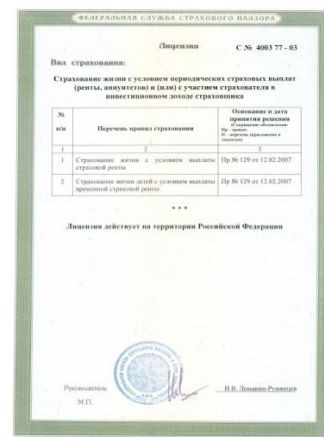 ФЕДЕРАЛЬНАЯ СЛУЖБА СТРАХОВОГО НАДЗОРА
Лицензия
С № 4003 77 - 03
Вид страхования:
Страхование жизни с условием периодических страховых выплат
(ренты, аннуитетов) и (или) с участием страхователя в
инвестиционном доходе страховщика
№ п/п
Перечень правил страхования
Основание и дата
принятия решения
1 2 3
1 Страхование жизни с условием выплаты Пр № 129 от 12.02.2007
страховой ренты
2 Страхование жизни детей с условием выплаты Пр № 129 от 12.02.2007
временной страховой ренты
* * *
Лицензия действует на территории Российской Федерации
Руководитель
И.В. Ломакин-Румянцев
М.П.